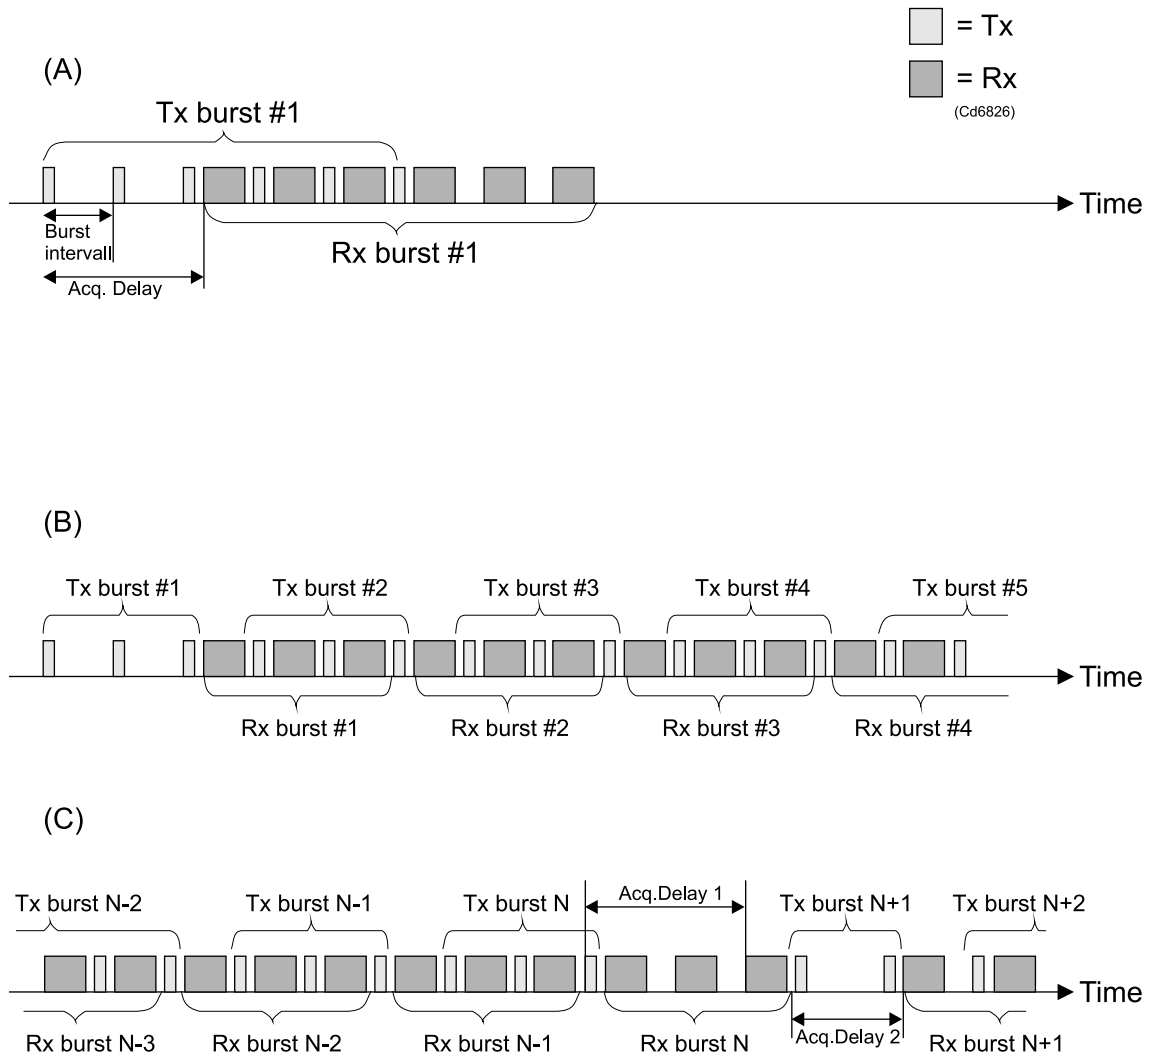 = Tx
= Rx
(Cd6826)
(A)
Tx burst #1
Time
Burst
intervall
Rx burst #1
Acq. Delay
(B)
Tx burst #1
Tx burst #2
Tx burst #3
Tx burst #4
Tx burst #5
Time
Rx burst #1
Rx burst #2
Rx burst #3
Rx burst #4
(C)
Tx burst N-2
Tx burst N-1
Tx burst N
Acq.Delay 1
Tx burst N+1
Tx burst N+2
Time
Rx burst N-3
Rx burst N-2
Rx burst N-1
Rx burst N
Acq.Delay 2
Rx burst N+1